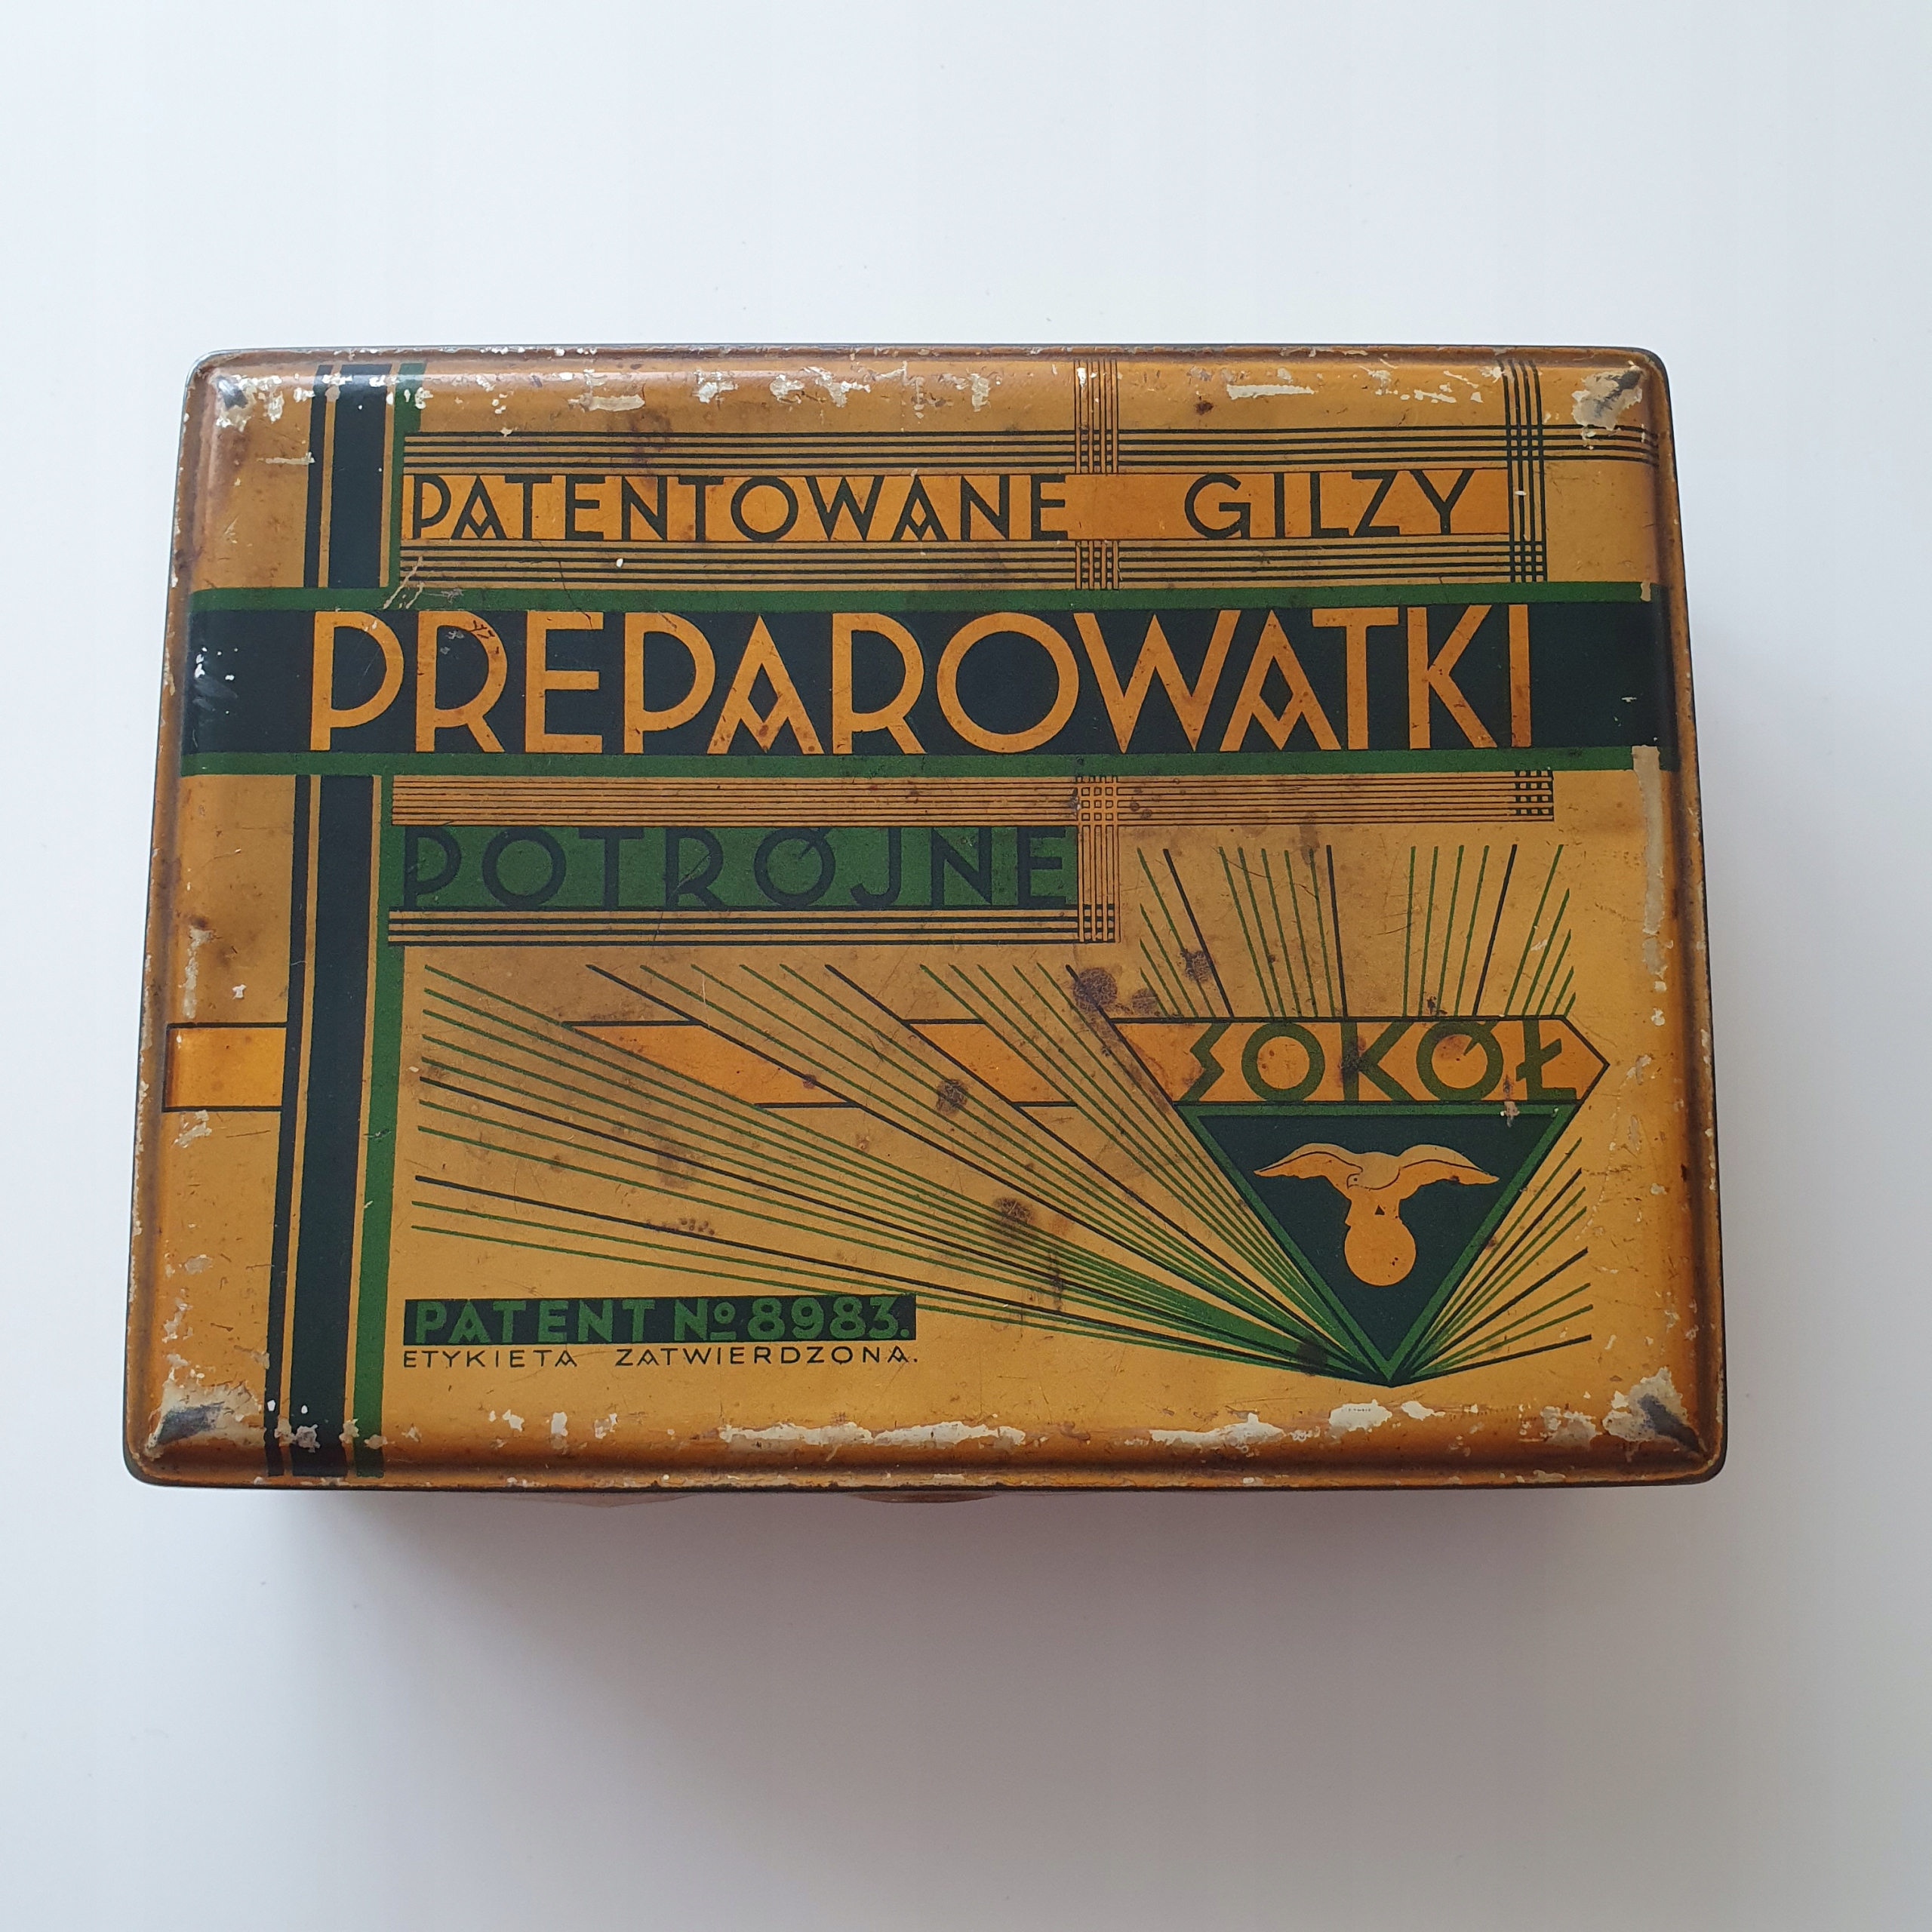 PATENTOWANE GILZY
PREPAROWATKI
POTRÓJNE
SOKÓŁ
PATENT No 8983.
ETYKIETA ZATWIERDZONA.